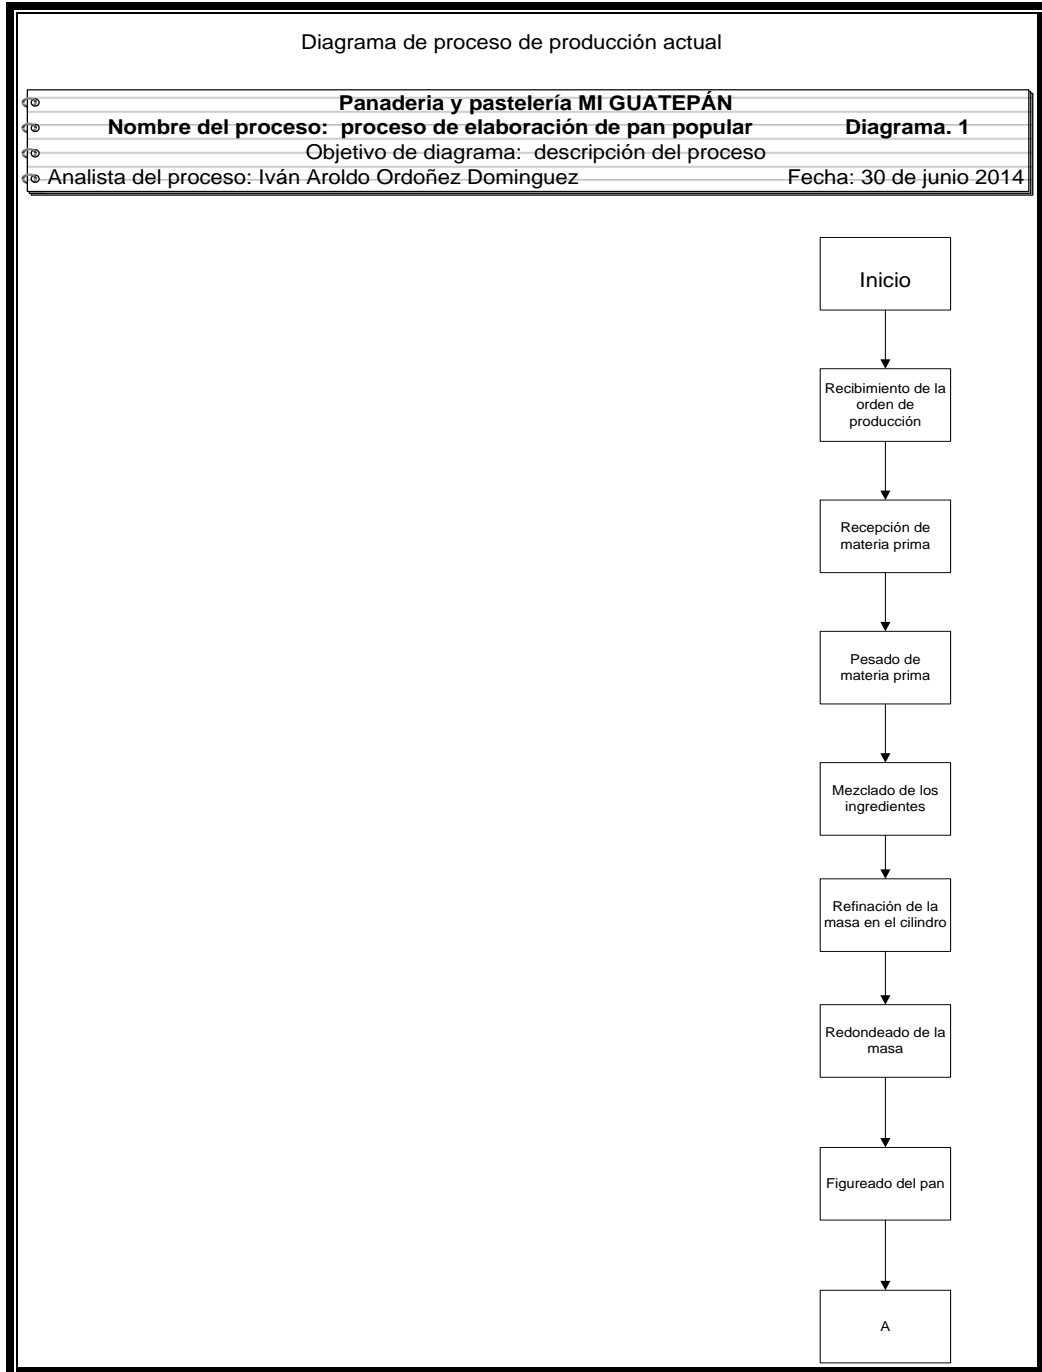 Diagrama de proceso de producción actual
Panaderia y pastelería MI GUATEPÁN
Nombre del proceso:  proceso de elaboración de pan popular Diagrama. 1
Objetivo de diagrama:  descripción del proceso
Analista del proceso: Iván Aroldo Ordoñez Dominguez Fecha: 30 de junio 2014
Inicio
Recibimiento de la
orden de
producción
Recepción de
materia prima
Pesado de
materia prima
Mezclado de los
ingredientes
Refinación de la
masa en el cilindro
Redondeado de la
masa
Figureado del pan
A